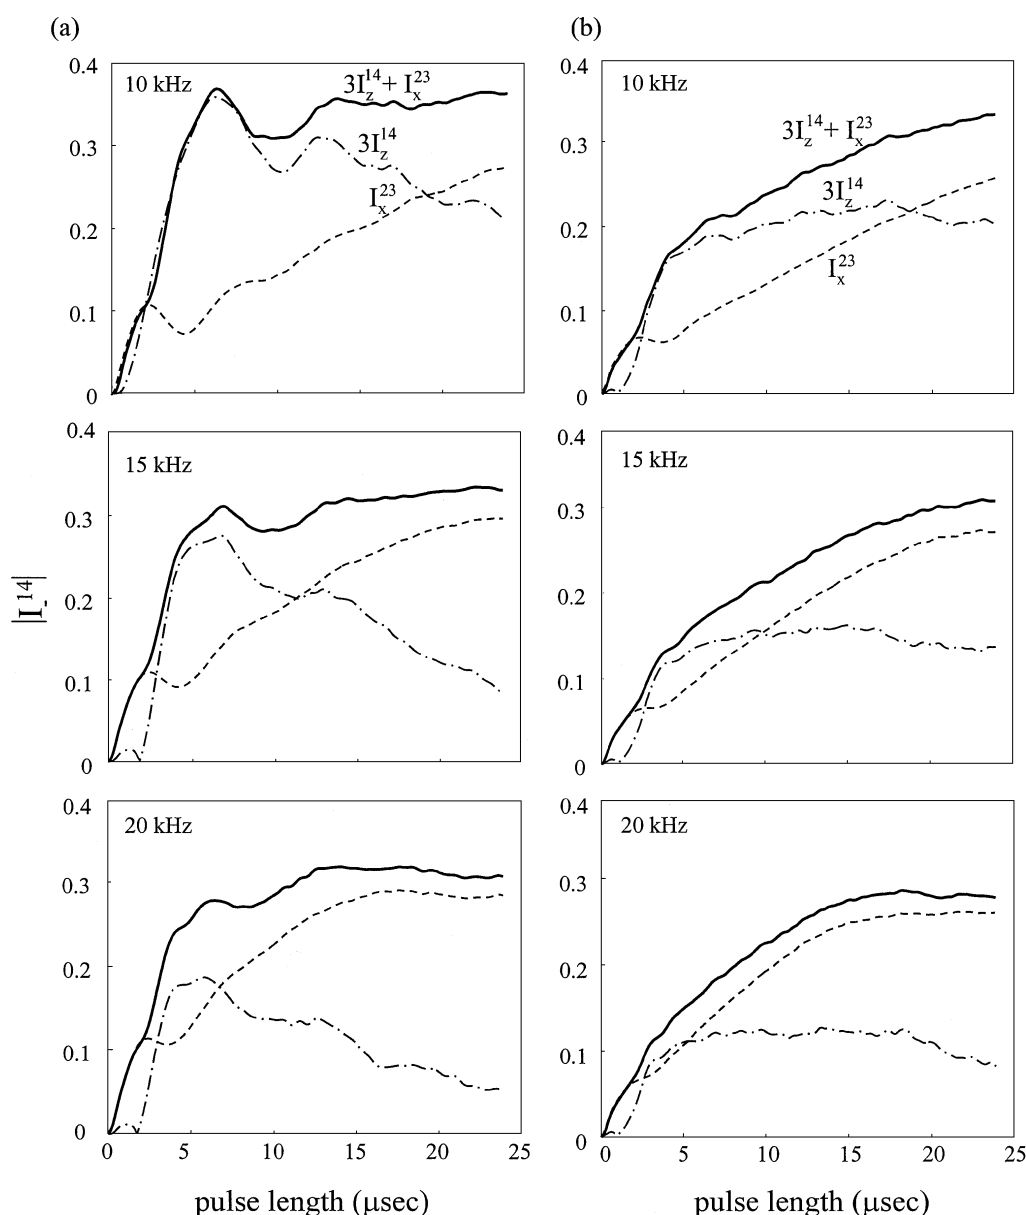 (a)
(b)
0.4
10 kHz
3I_z^14 + I_x^23
0.3
3I_z^14
I_x^23
0.2
0.1
0
0.4
10 kHz
3I_z^14 + I_x^23
0.3
3I_z^14
0.2
I_x^23
0.1
0
0.4
15 kHz
0.3
0.2
0.1
0
0.4
15 kHz
0.3
0.2
0.1
0
|I_-^14|
0.4
20 kHz
0.3
0.2
0.1
0
0 5 10 15 20 25
pulse length (μsec)
0.4
20 kHz
0.3
0.2
0.1
0
0 5 10 15 20 25
pulse length (μsec)